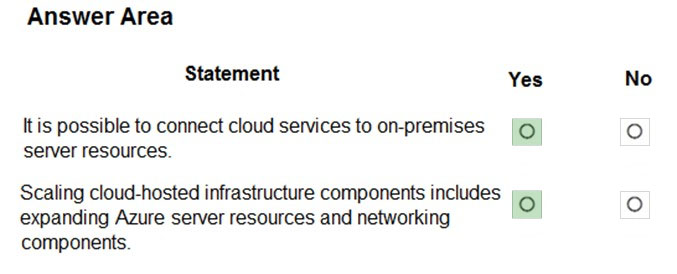 Answer Area
Statement Yes No
It is possible to connect cloud services to on-premises
server resources.
Scaling cloud-hosted infrastructure components includes
expanding Azure server resources and networking
components.